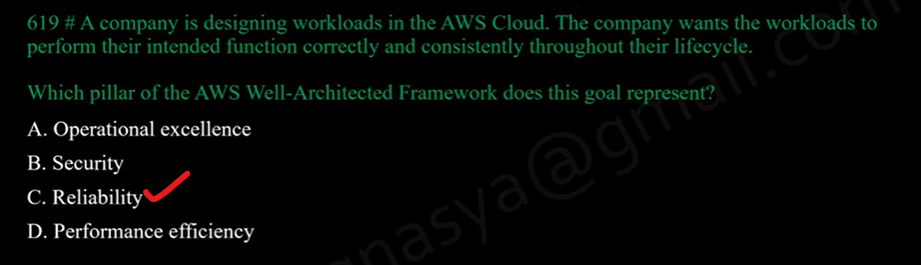 619 # A company is designing workloads in the AWS Cloud. The company wants the workloads to
perform their intended function correctly and consistently throughout their lifecycle.
Which pillar of the AWS Well-Architected Framework does this goal represent?
A. Operational excellence
B. Security
C. Reliability
D. Performance efficiency